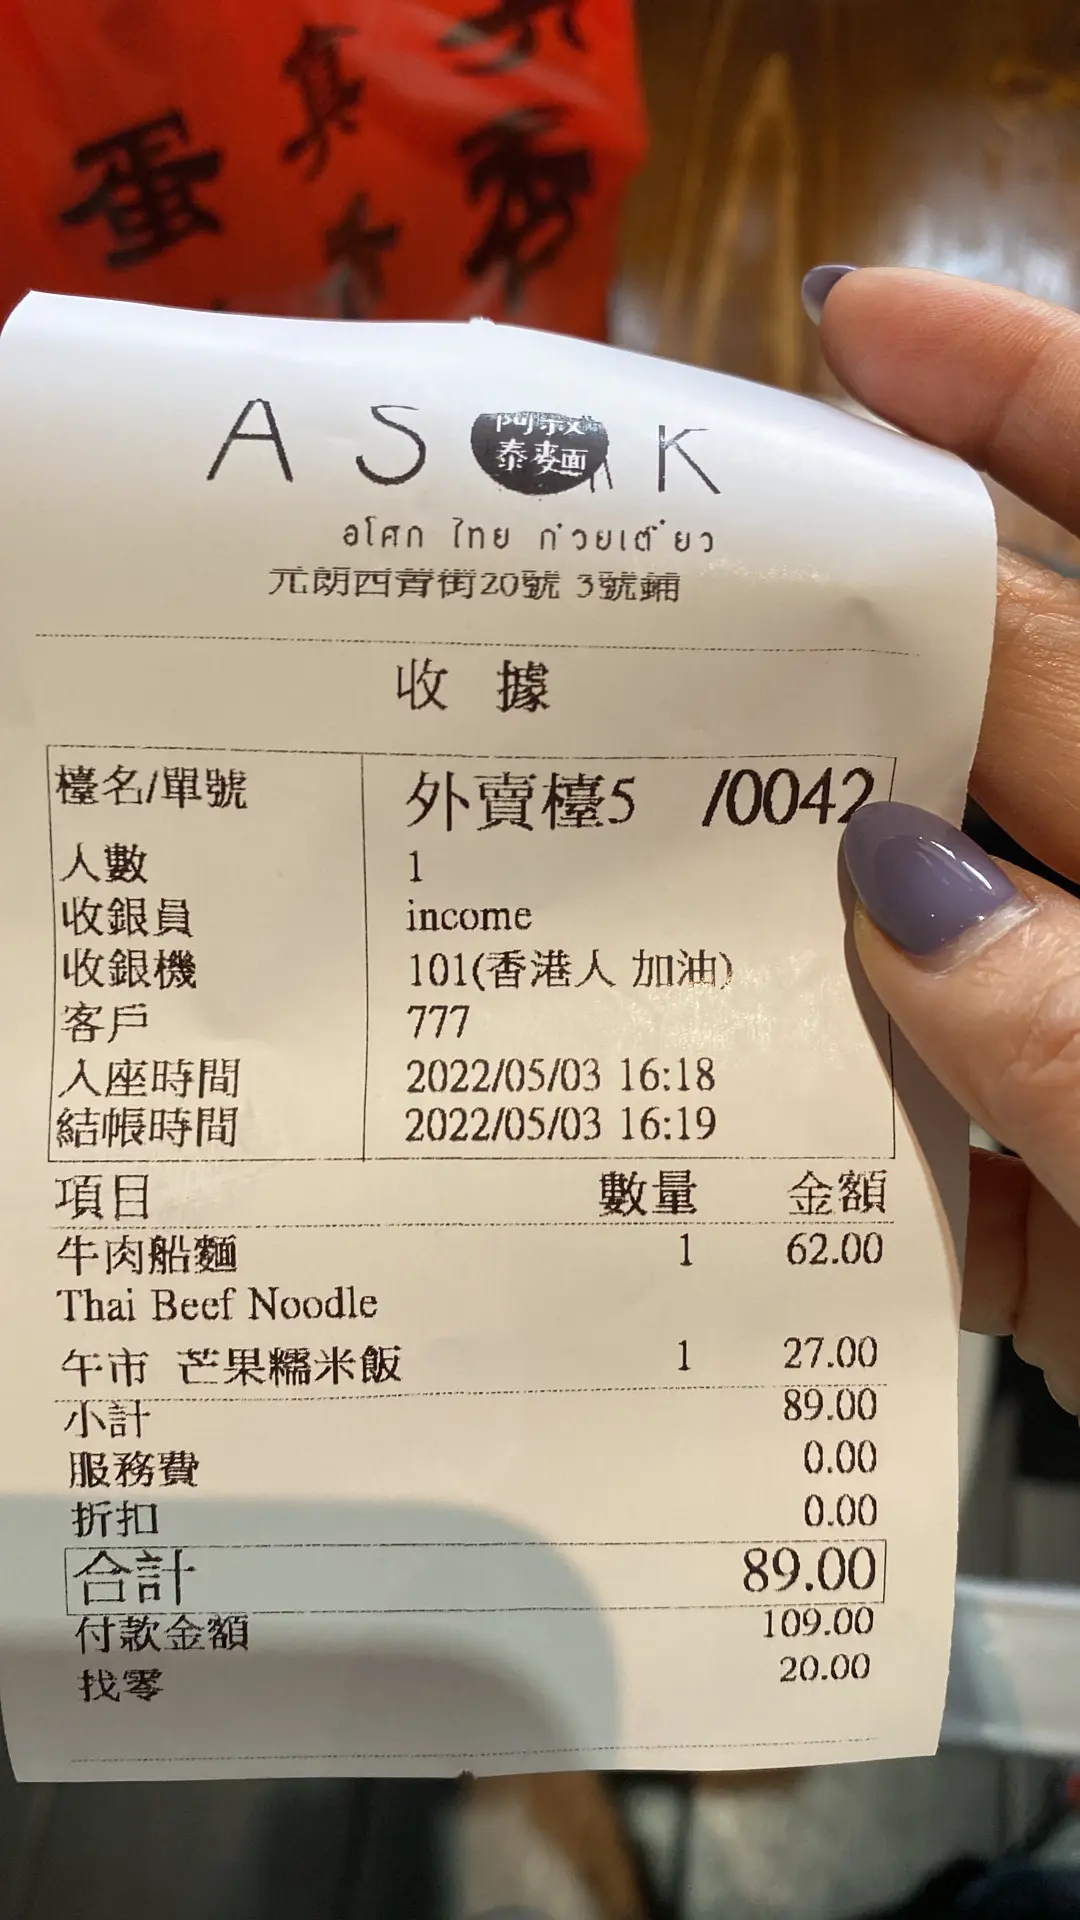 蛋
真
ASOK
泰麵
อโศก ไทย ก๋วยเตี๋ยว
元朗西菁街20號 3號鋪
收 據
檯名/單號 外賣檯5 /0042
人數 1
收銀員 income
收銀機 101(香港人 加油)
客戶 777
入座時間 2022/05/03 16:18
結帳時間 2022/05/03 16:19
項目 數量 金額
牛肉船麵 1 62.00
Thai Beef Noodle
午市 芒果糯米飯 1 27.00
小計 89.00
服務費 0.00
折扣 0.00
合計 89.00
付款金額 109.00
找零 20.00